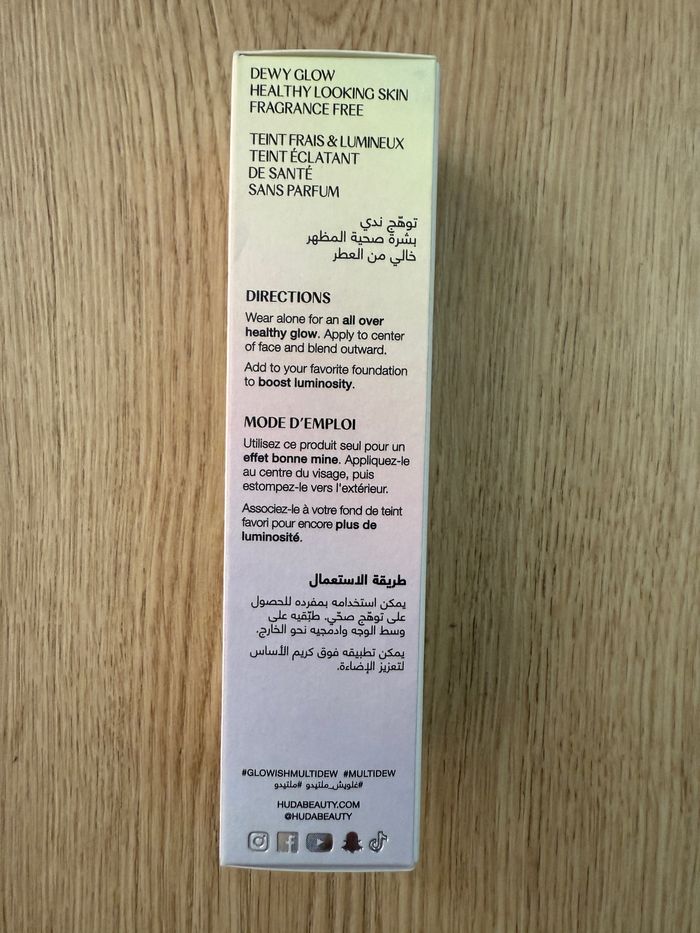 DEWY GLOW
HEALTHY LOOKING SKIN
FRAGRANCE FREE
TEINT FRAIS & LUMINEUX
TEINT ÉCLATANT
DE SANTÉ
SANS PARFUM
توهّج ندي
بشرة صحية المظهر
خالي من العطر
DIRECTIONS
Wear alone for an all over
healthy glow. Apply to center
of face and blend outward.
Add to your favorite foundation
to boost luminosity.
MODE D'EMPLOI
Utilisez ce produit seul pour un
effet bonne mine. Appliquez-le
au centre du visage, puis
estompez-le vers l'extérieur.
Associez-le à votre fond de teint
favori pour encore plus de
luminosité.
طريقة الاستعمال
يمكن استخدامه بمفرده للحصول
على توهّج صحّي. طبّقيه على
وسط الوجه وادمجيه نحو الخارج.
يمكن تطبيقه فوق كريم الأساس
لتعزيز الإضاءة.
#GLOWISHMULTIDEW #MULTIDEW
#غلويش_ملتيدو #ملتيدو
HUDABEAUTY.COM
@HUDABEAUTY